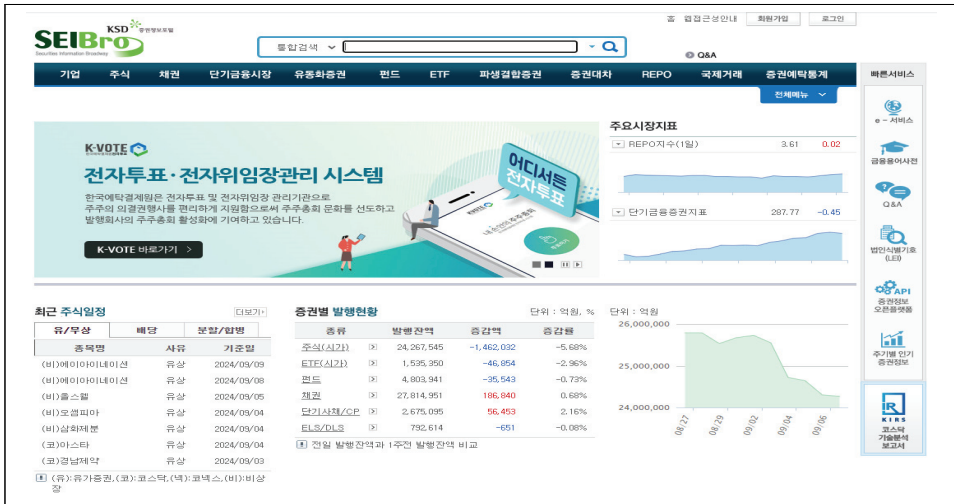 홈 웹접근성안내 회원가입 로그인
SEIBro KSD 증권정보포털
Securities Information Broadway
통합검색
Q&A
기업 주식 채권 단기금융시장 유동화증권 펀드 ETF 파생결합증권 증권대차 REPO 국제거래 증권예탁통계
전체메뉴
빠른서비스
e - 서비스
금융용어사전
Q&A
법인식별기호
(LEI)
API
증권정보
오픈플랫폼
주기별 인기
증권정보
KIRS
코스닥
기술분석
보고서
K-VOTE
전자투표·전자위임장관리 시스템
한국예탁결제원은 전자투표 및 전자위임장 관리기관으로
주주의 의결권행사를 편리하게 지원함으로써 주주총회 문화를 선도하고
발행회사의 주주총회 활성화에 기여하고 있습니다.
K-VOTE 바로가기 >
어디서든
전자투표
K-VOTE
내 손안의 주주총회
주요시장지표
REPO지수(1일) 3.61 0.02
단기금융증권지표 287.77 -0.45
최근 주식일정 더보기
유/무상 배당 분할/합병
종목명 사유 기준일
(비)에이아이네이션 유상 2024/09/09
(비)에이아이네이션 유상 2024/09/08
(비)올스웰 유상 2024/09/05
(비)오셈피아 유상 2024/09/04
(비)삼화제분 유상 2024/09/04
(코)아스타 유상 2024/09/04
(코)경남제약 유상 2024/09/03
(유):유가증권,(코):코스닥,(넥):코넥스,(비):비상
장
증권별 발행현황 단위 : 억원, %
종류 발행잔액 증감액 증감률
주식(시가) 24,267,545 -1,462,032 -5.68%
ETF(시가) 1,535,350 -46,854 -2.96%
펀드 4,803,941 -35,543 -0.73%
채권 27,814,951 186,840 0.68%
단기사채/CP 2,675,095 56,453 2.16%
ELS/DLS 792,614 -651 -0.08%
전일 발행잔액과 1주전 발행잔액 비교
단위 : 억원
26,000,000
25,000,000
24,000,000
08/27 08/29 09/02 09/04 09/06